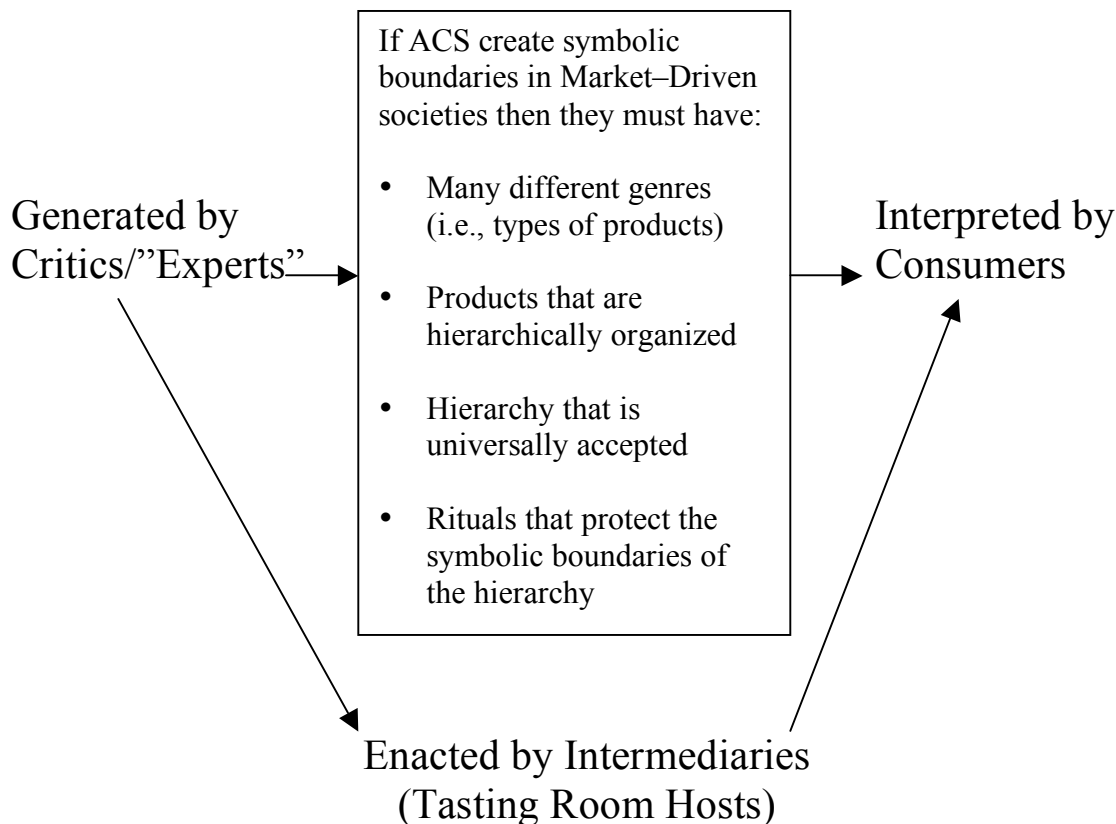 Generated by
Critics/”Experts”
If ACS create symbolic
boundaries in Market–Driven
societies then they must have:
• Many different genres
(i.e., types of products)
• Products that are
hierarchically organized
• Hierarchy that is
universally accepted
• Rituals that protect the
symbolic boundaries of
the hierarchy
Interpreted by
Consumers
Enacted by Intermediaries
(Tasting Room Hosts)